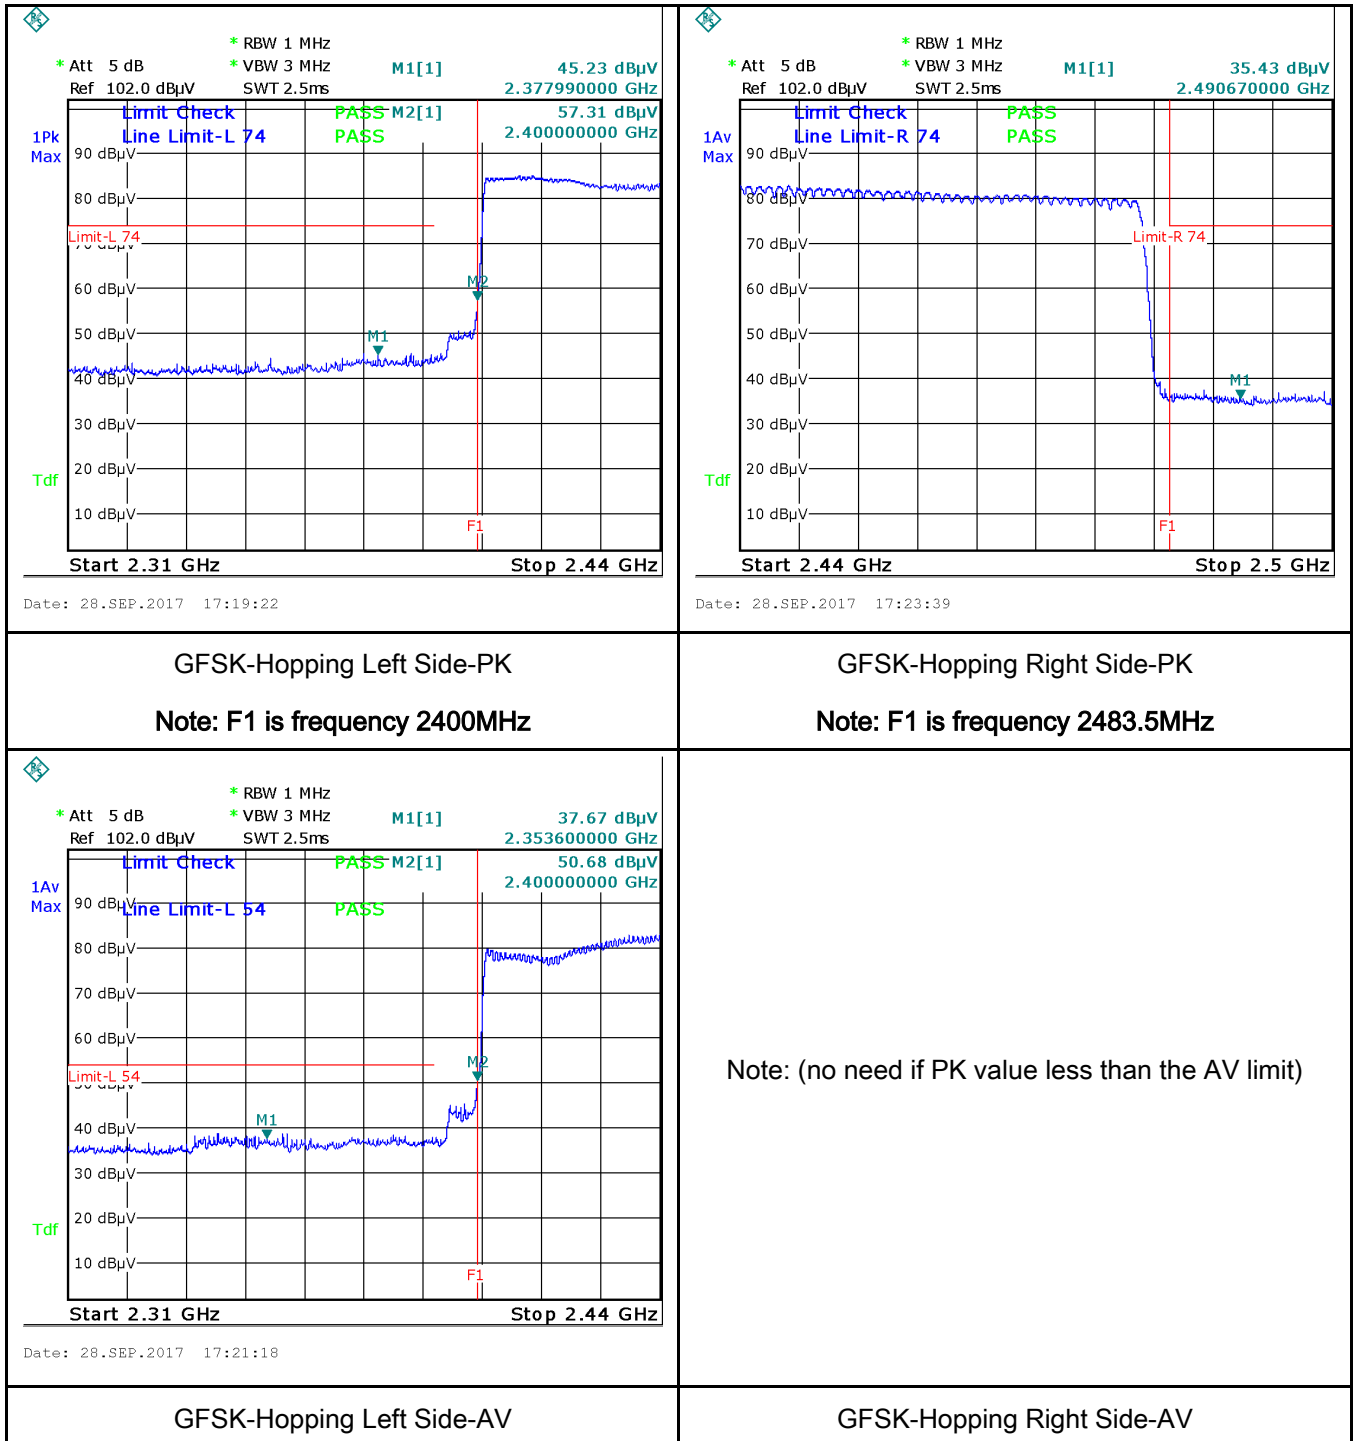 * RBW 1 MHz
* Att 5 dB * VBW 3 MHz M1[1] 45.23 dBµV
Ref 102.0 dBµV SWT 2.5ms 2.377990000 GHz
Limit Check PASS M2[1] 57.31 dBµV
1Pk Line Limit-L 74 PASS 2.400000000 GHz
Max 90 dBµV
80 dBµV
Limit-L 74
70 dBµV
60 dBµV M2
50 dBµV M1
40 dBµV
30 dBµV
Tdf 20 dBµV
10 dBµV F1
Start 2.31 GHz Stop 2.44 GHz
Date: 28.SEP.2017 17:19:22
GFSK-Hopping Left Side-PK
Note: F1 is frequency 2400MHz
* RBW 1 MHz
* Att 5 dB * VBW 3 MHz M1[1] 35.43 dBµV
Ref 102.0 dBµV SWT 2.5ms 2.490670000 GHz
Limit Check PASS
1Av Line Limit-R 74 PASS
Max 90 dBµV
80 dBµV
70 dBµV Limit-R 74
60 dBµV
50 dBµV
40 dBµV M1
30 dBµV
Tdf 20 dBµV
10 dBµV F1
Start 2.44 GHz Stop 2.5 GHz
Date: 28.SEP.2017 17:23:39
GFSK-Hopping Right Side-PK
Note: F1 is frequency 2483.5MHz
* RBW 1 MHz
* Att 5 dB * VBW 3 MHz M1[1] 37.67 dBµV
Ref 102.0 dBµV SWT 2.5ms 2.353600000 GHz
Limit Check PASS M2[1] 50.68 dBµV
1Av 2.400000000 GHz
Max 90 dBµV Line Limit-L 54 PASS
80 dBµV
70 dBµV
60 dBµV M2
Limit-L 54
50 dBµV
40 dBµV M1
30 dBµV
Tdf 20 dBµV
10 dBµV F1
Start 2.31 GHz Stop 2.44 GHz
Date: 28.SEP.2017 17:21:18
GFSK-Hopping Left Side-AV
Note: (no need if PK value less than the AV limit)
GFSK-Hopping Right Side-AV